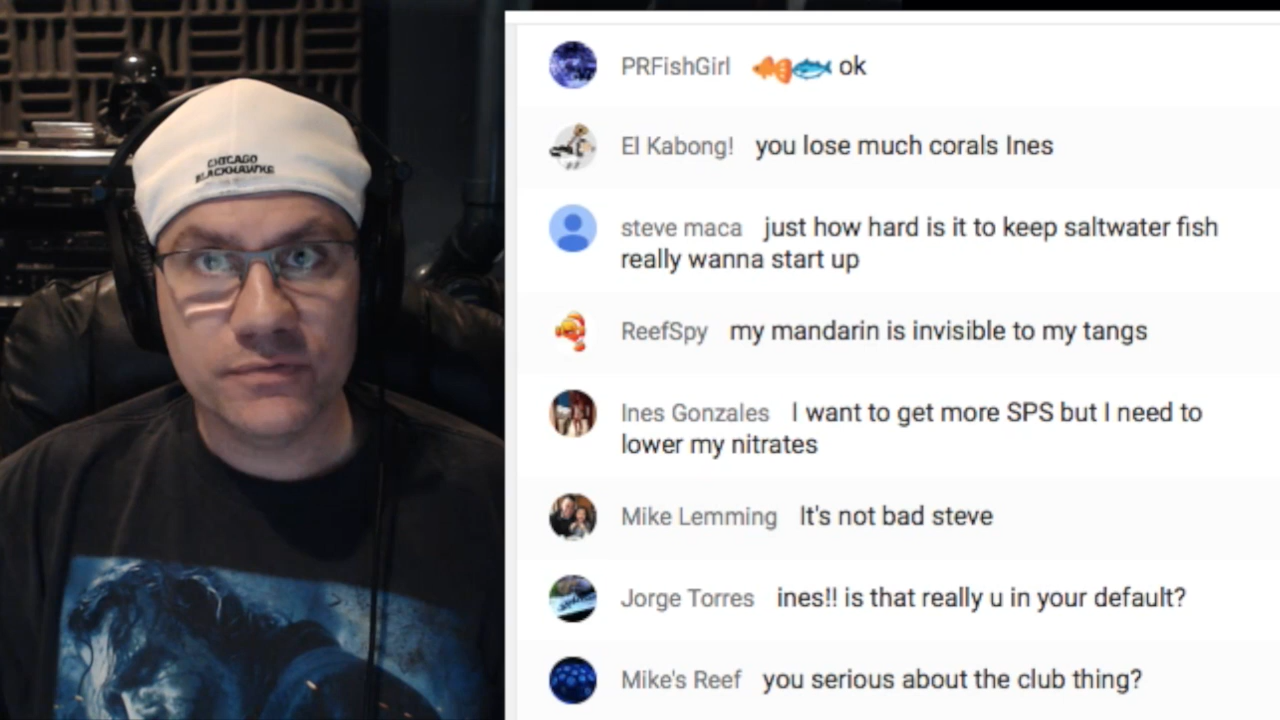 CHICAGO
BLACKHAWKS
PRFishGirl ok
El Kabong! you lose much corals Ines
steve maca just how hard is it to keep saltwater fish
really wanna start up
ReefSpy my mandarin is invisible to my tangs
Ines Gonzales I want to get more SPS but I need to
lower my nitrates
Mike Lemming It's not bad steve
Jorge Torres ines!! is that really u in your default?
Mike's Reef you serious about the club thing?